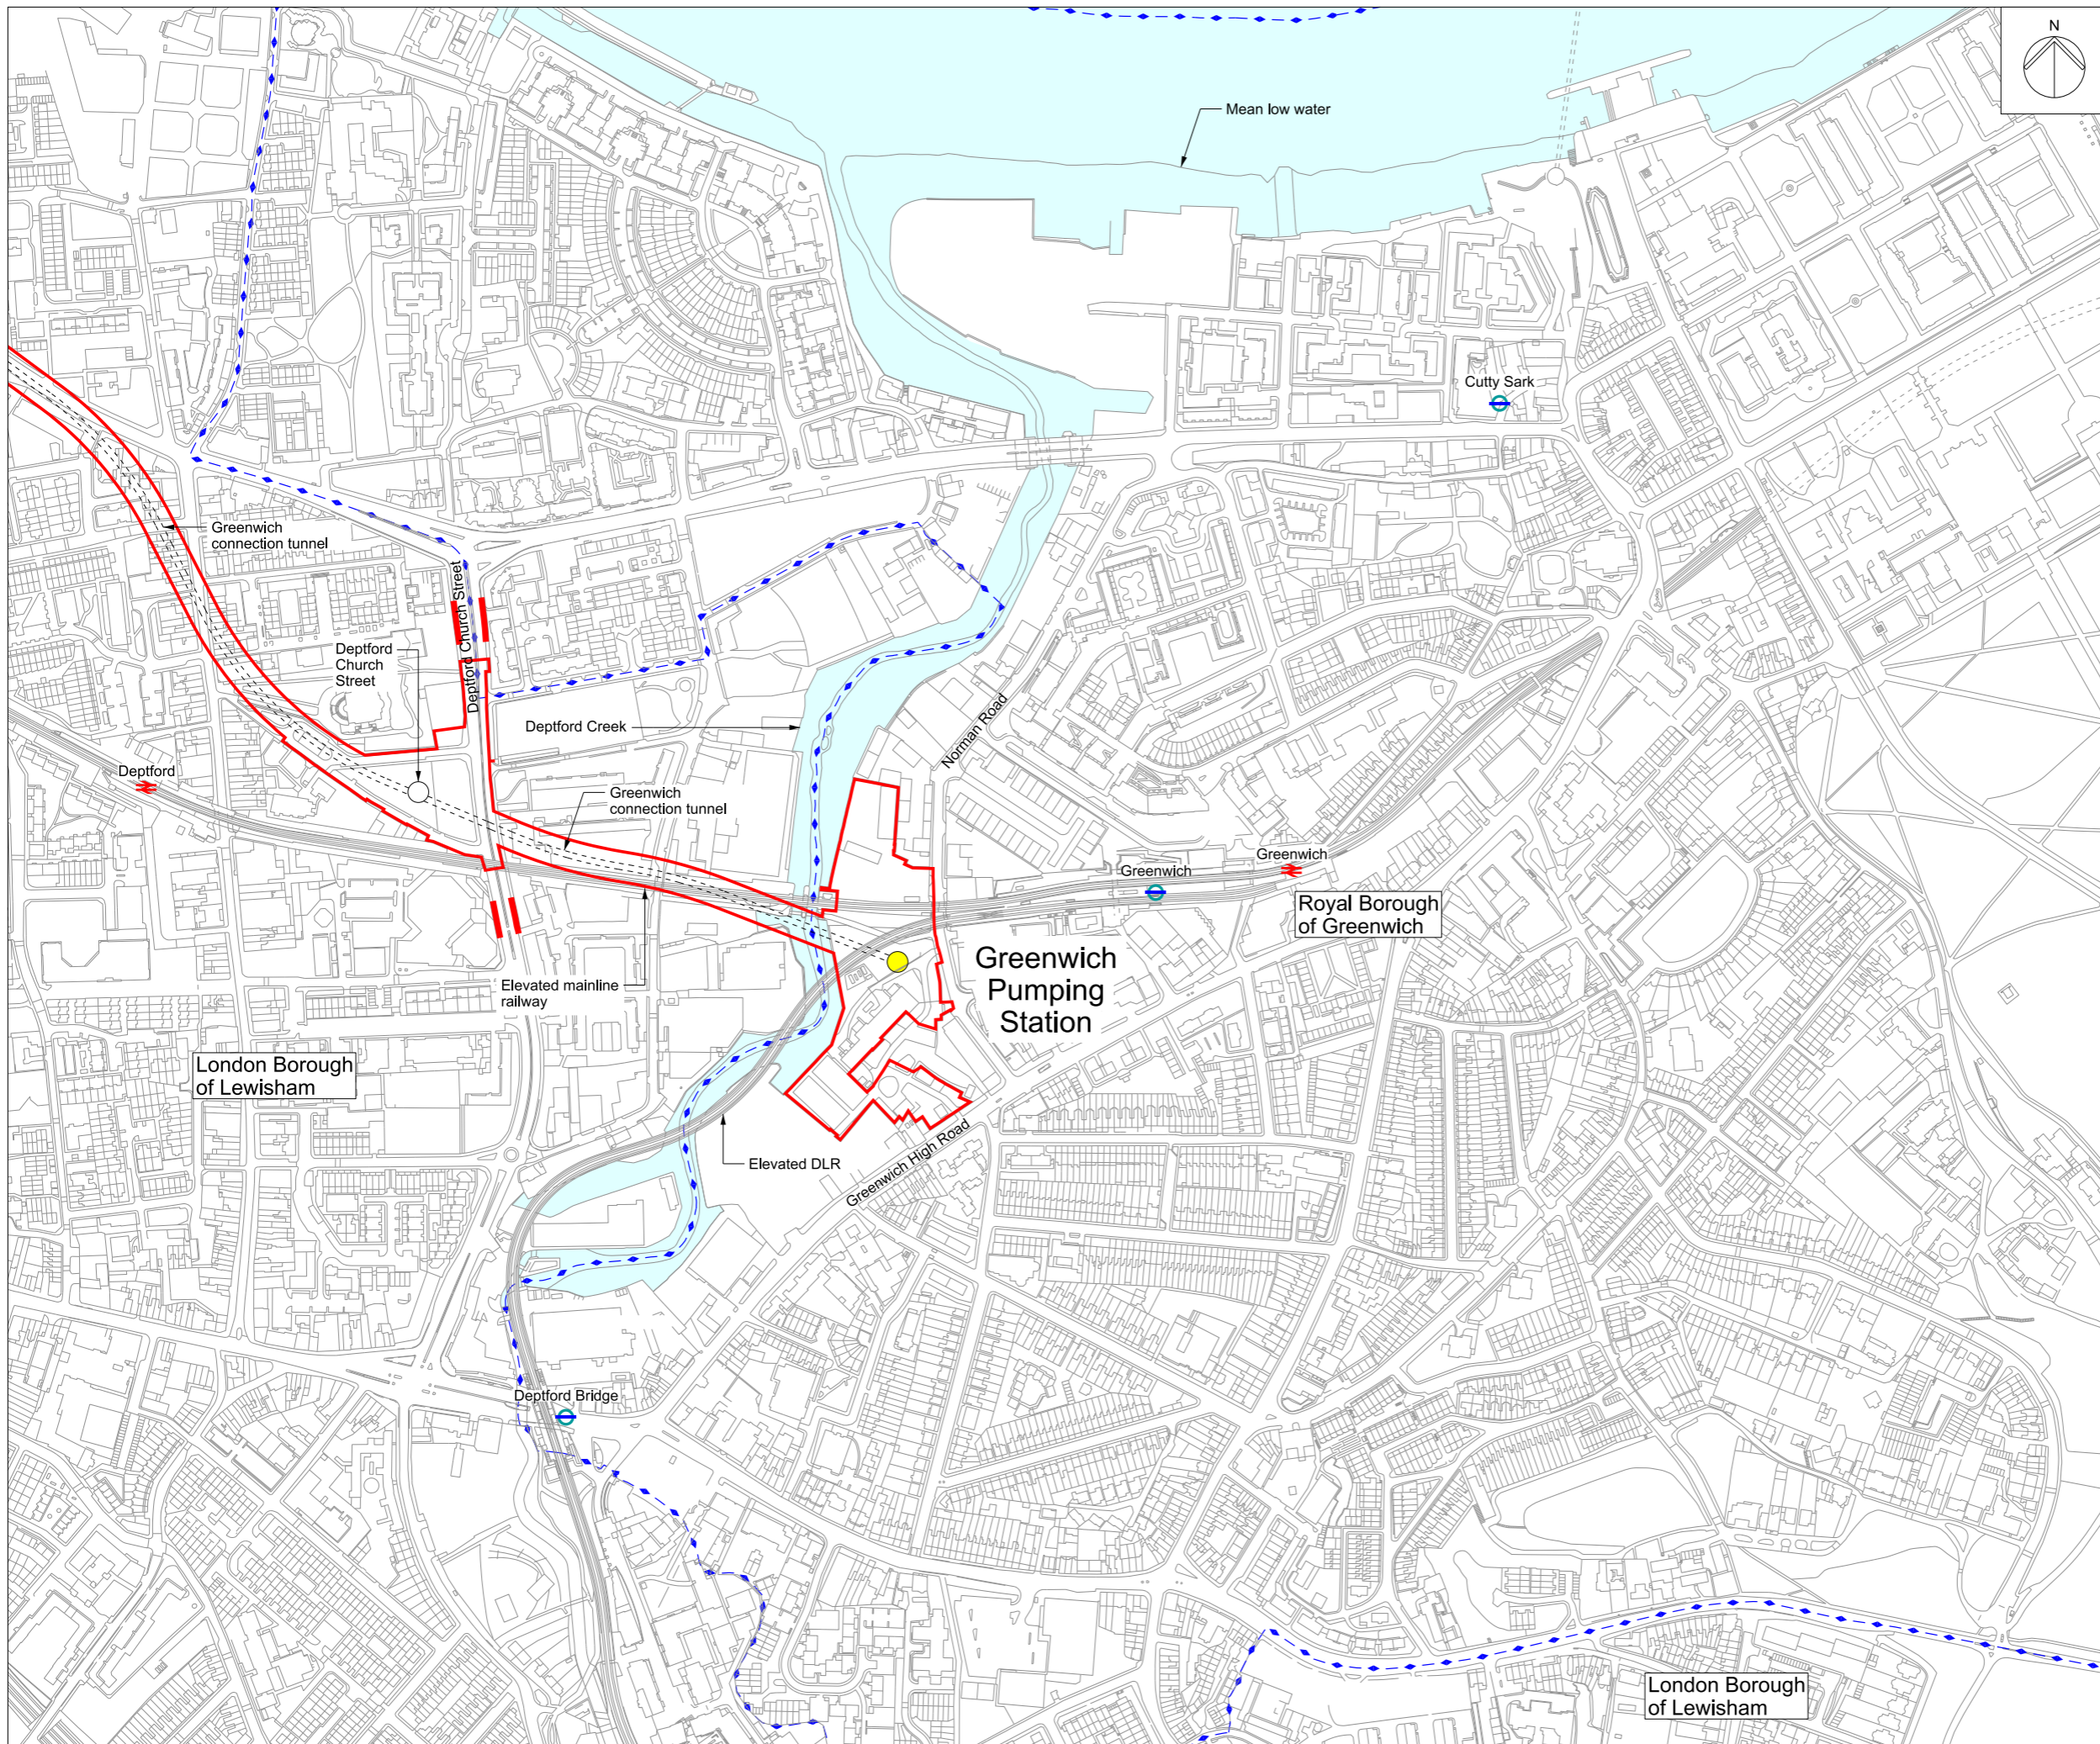 N
Mean low water
Cutty Sark
Greenwich
connection tunnel
Deptford Church Street
Deptford
Church
Street
Norman Road
Deptford Creek
Deptford
Greenwich
connection tunnel
Greenwich
Greenwich
Royal Borough
of Greenwich
Greenwich
Pumping
Station
Elevated mainline
railway
London Borough
of Lewisham
Elevated DLR
Greenwich High Road
Deptford Bridge
London Borough
of Lewisham